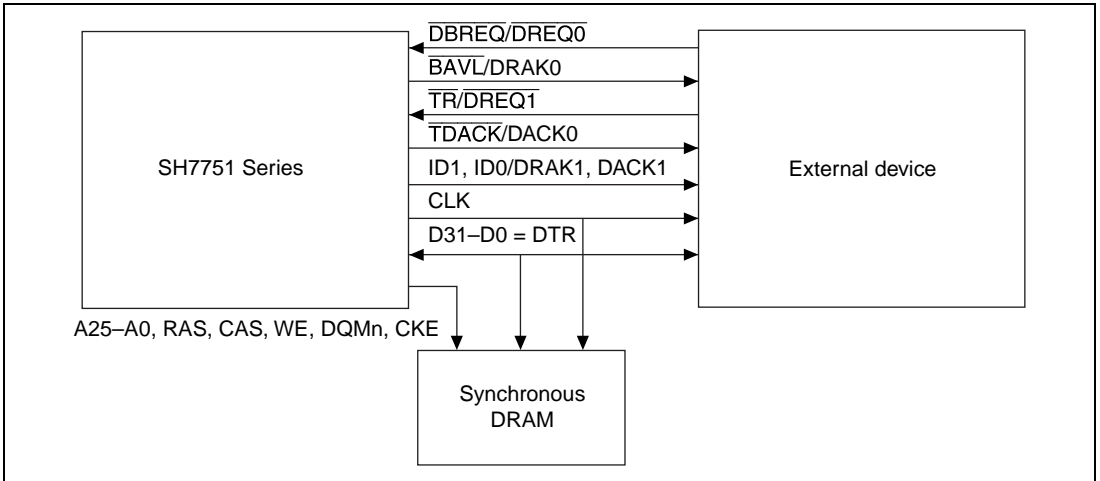 DBREQ/DREQ0
BAVL/DRAK0
TR/DREQ1
TDACK/DACK0
SH7751 Series
ID1, ID0/DRAK1, DACK1
External device
CLK
D31–D0 = DTR
A25–A0, RAS, CAS, WE, DQMn, CKE
Synchronous
DRAM